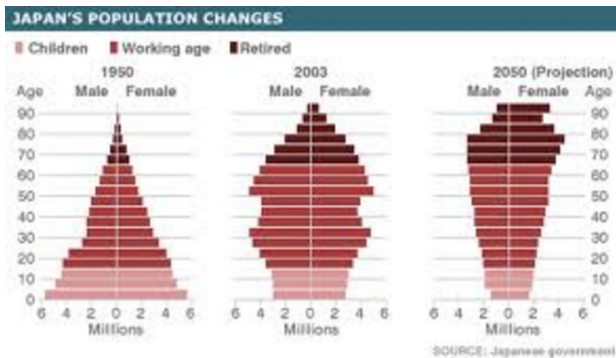 JAPAN'S POPULATION CHANGES
Children Working age Retired
1950 2003 2050 (Projection)
Age Male Female Male Female Male Female Age
90 90
80 80
70 70
60 60
50 50
40 40
30 30
20 20
10 10
0 0
6 4 2 0 2 4 6 6 4 2 0 2 4 6 6 4 2 0 2 4 6
Millions Millions Millions
SOURCE: Japanese government